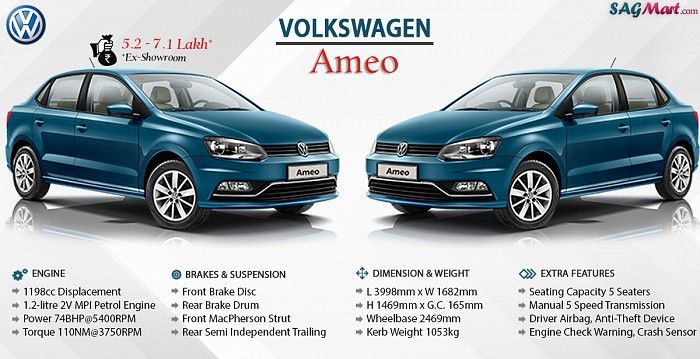 SAGMart.com
VOLKSWAGEN
Ameo
5.2 - 7.1 Lakh*
*Ex-Showroom
Ameo
Ameo
ENGINE
1198cc Displacement
1.2-litre 2V MPI Petrol Engine
Power 74BHP@5400RPM
Torque 110NM@3750RPM
BRAKES & SUSPENSION
Front Brake Disc
Rear Brake Drum
Front MacPherson Strut
Rear Semi Independent Trailing
DIMENSION & WEIGHT
L 3998mm x W 1682mm
H 1469mm x G.C. 165mm
Wheelbase 2469mm
Kerb Weight 1053kg
EXTRA FEATURES
Seating Capacity 5 Seaters
Manual 5 Speed Transmission
Driver Airbag, Anti-Theft Device
Engine Check Warning, Crash Sensor